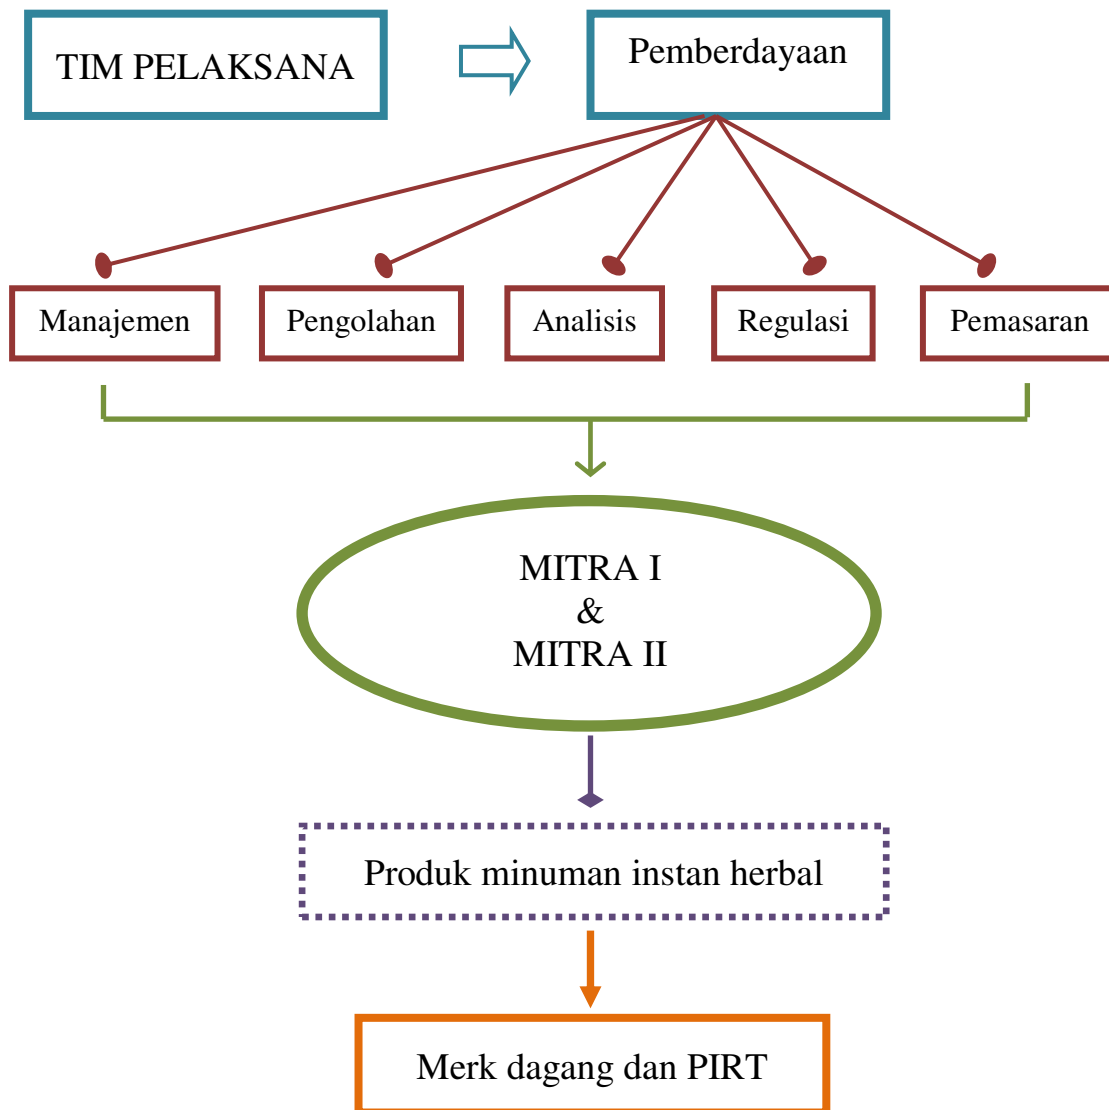 TIM PELAKSANA
Pemberdayaan
Manajemen
Pengolahan
Analisis
Regulasi
Pemasaran
MITRA I
&
MITRA II
Produk minuman instan herbal
Merk dagang dan PIRT